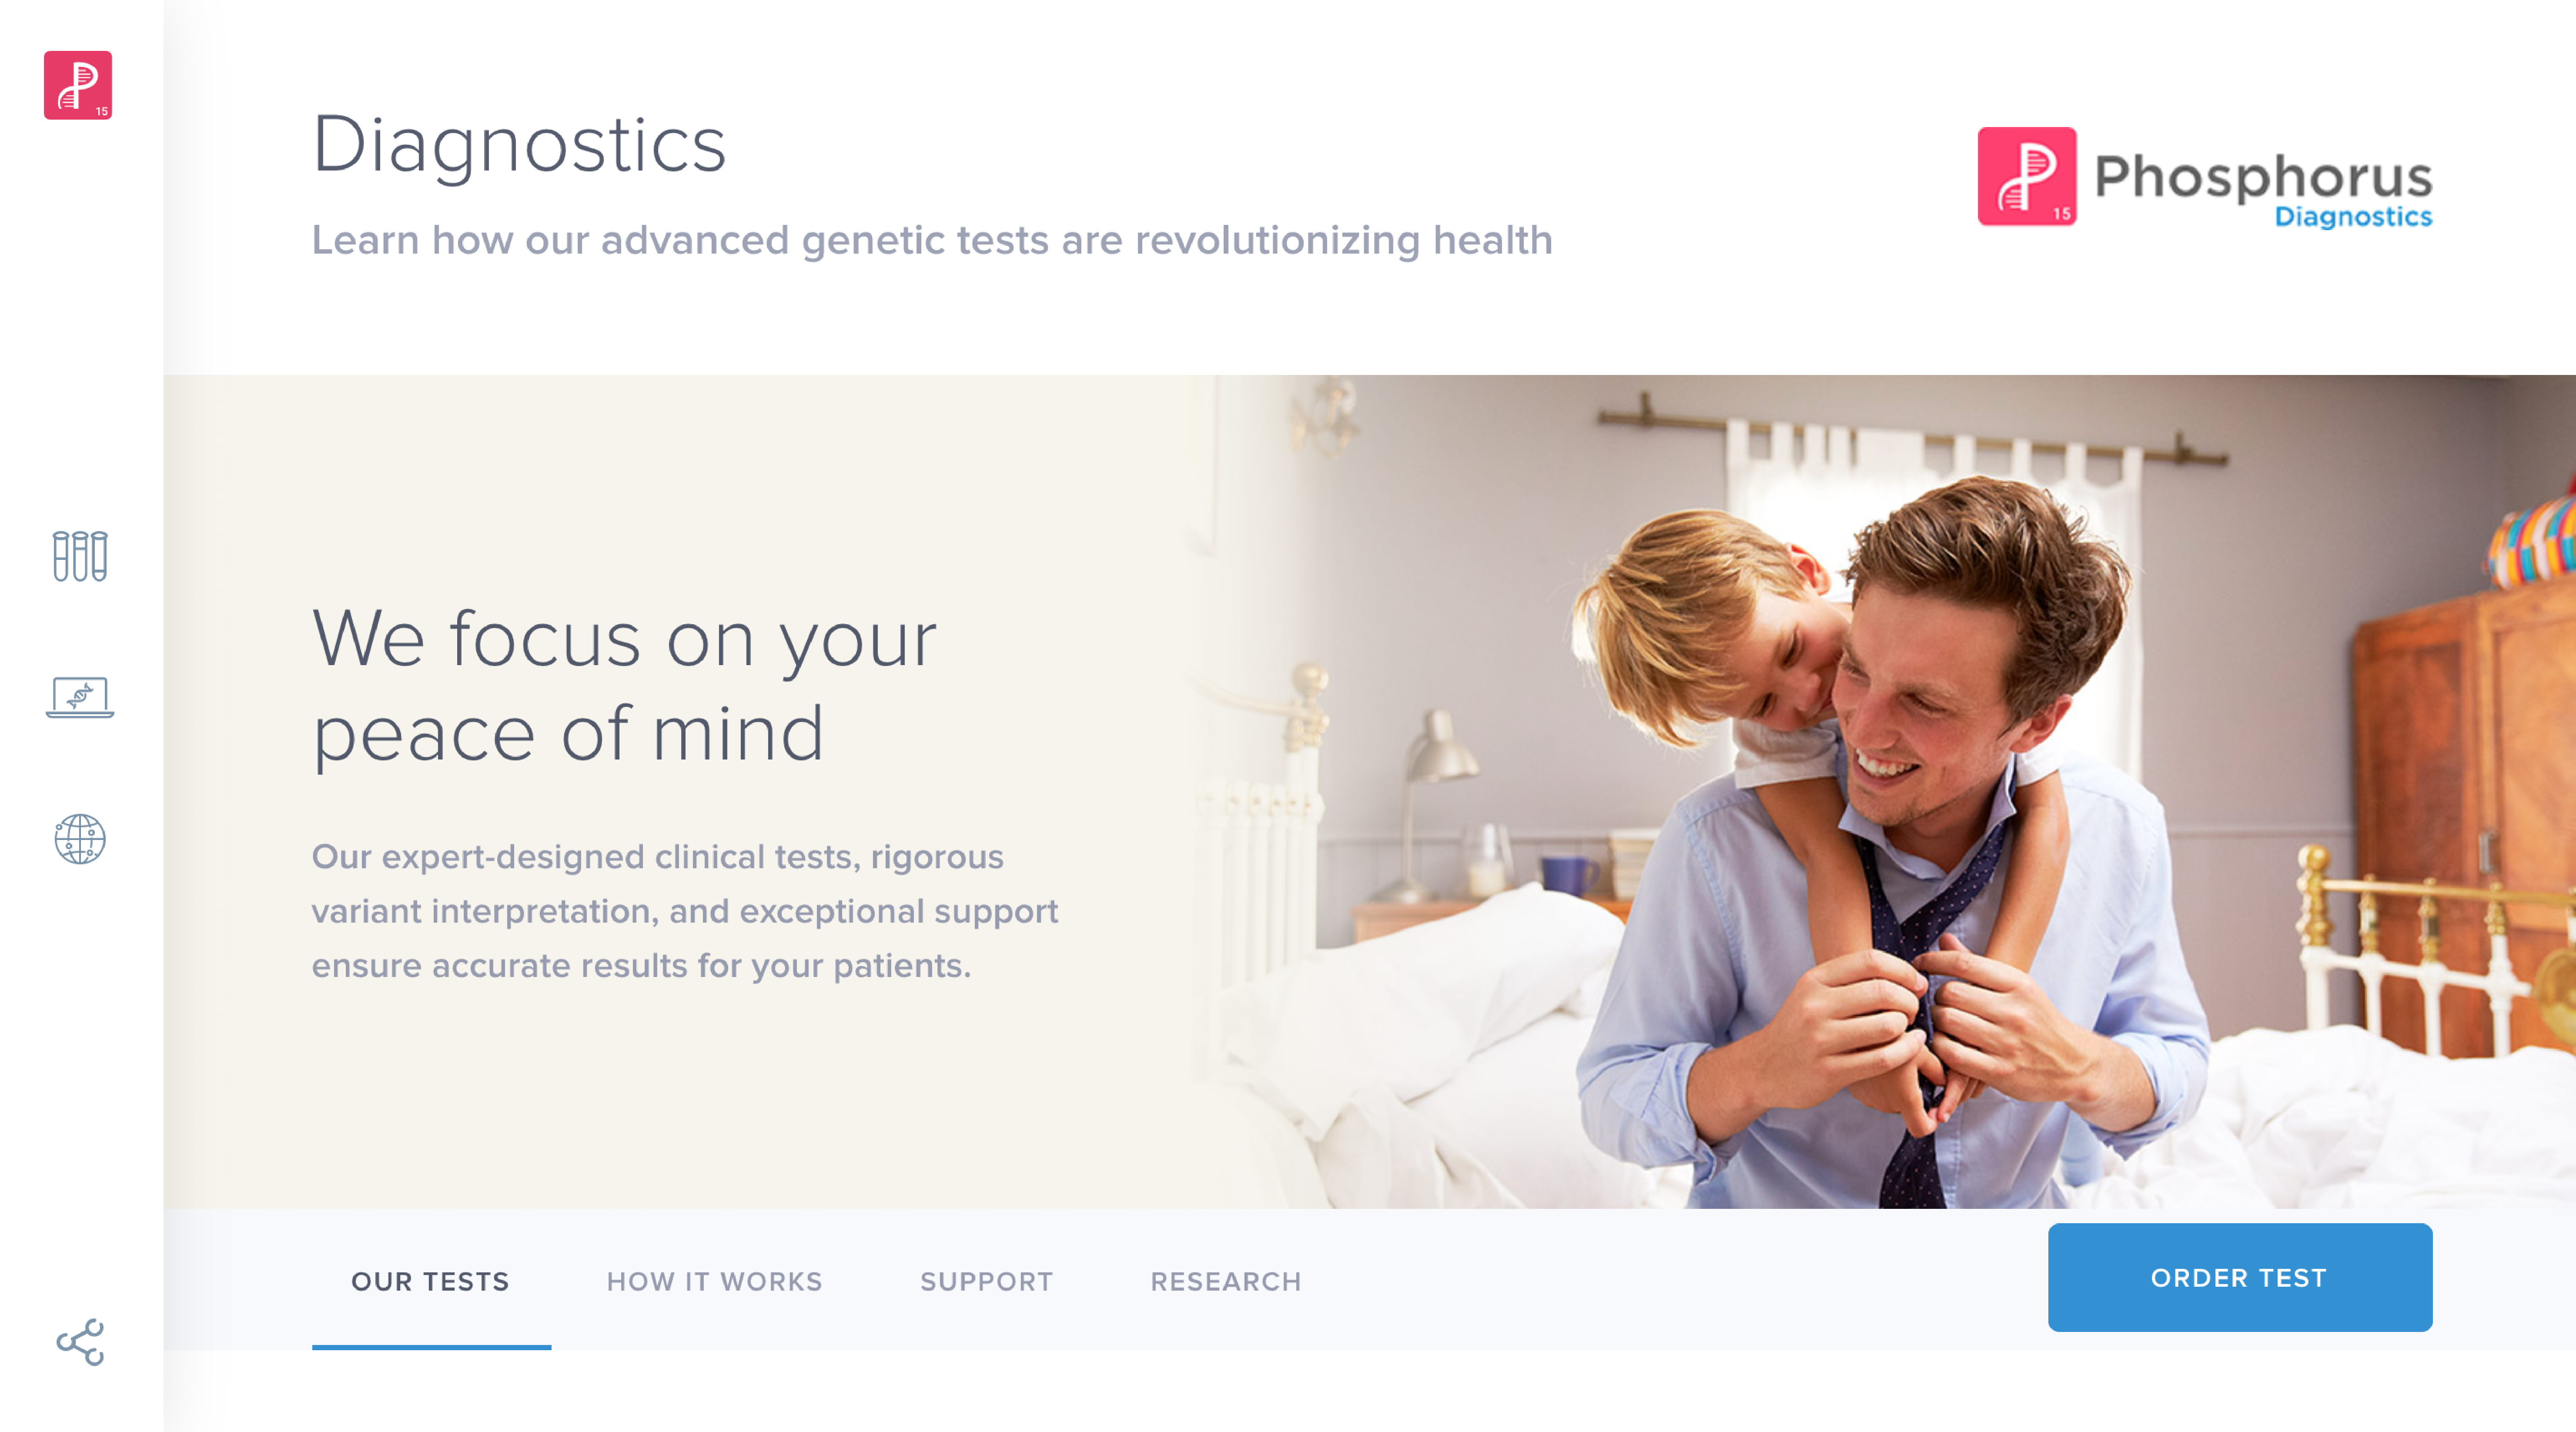 15
Diagnostics
Learn how our advanced genetic tests are revolutionizing health
15
Phosphorus
Diagnostics
We focus on your
peace of mind
Our expert-designed clinical tests, rigorous
variant interpretation, and exceptional support
ensure accurate results for your patients.
OUR TESTS
HOW IT WORKS
SUPPORT
RESEARCH
ORDER TEST